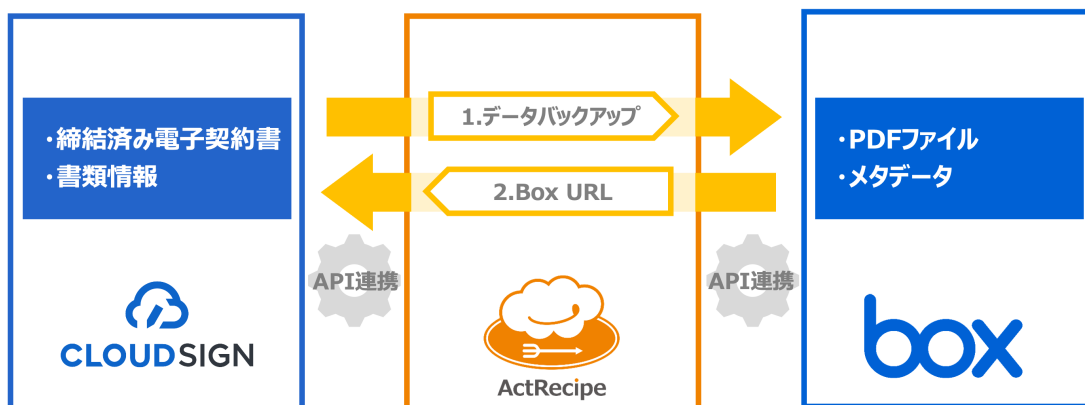 ・締結済み電子契約書
・書類情報
1.データバックアップ
2.Box URL
・PDFファイル
・メタデータ
API連携
API連携
CLOUDSIGN
ActRecipe
box